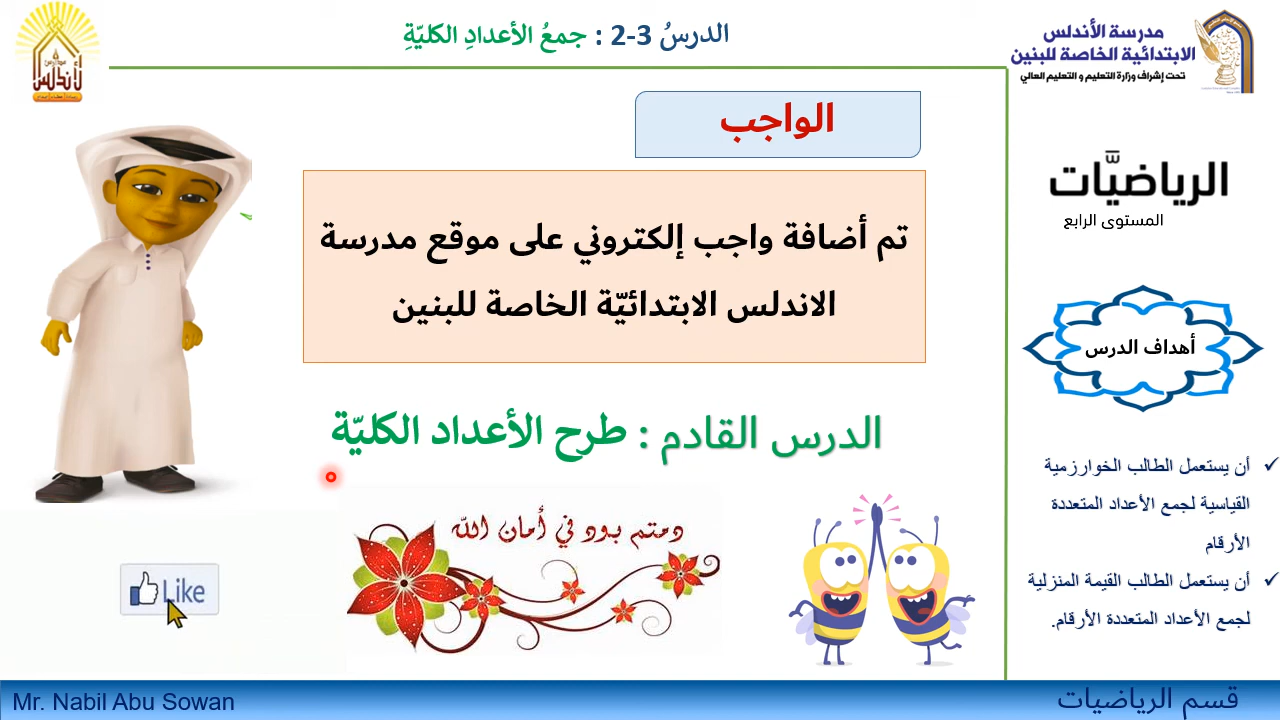 الدرسُ 3-2 : جمعُ الأعدادِ الكليّةِ
مدرسة الأندلس
الابتدائية الخاصة للبنين
تحت إشراف وزارة التعليم و التعليم العالي
الواجب
تم أضافة واجب إلكتروني على موقع مدرسة
الاندلس الابتدائيّة الخاصة للبنين
الدرس القادم : طرح الأعداد الكليّة
دمتم بود في أمان الله
Like
الرياضيَّات
المستوى الرابع
أهداف الدرس
أن يستعمل الطالب الخوارزمية
القياسية لجمع الأعداد المتعددة
الأرقام
أن يستعمل الطالب القيمة المنزلية
لجمع الأعداد المتعددة الأرقام.
Mr. Nabil Abu Sowan
قسم الرياضيات